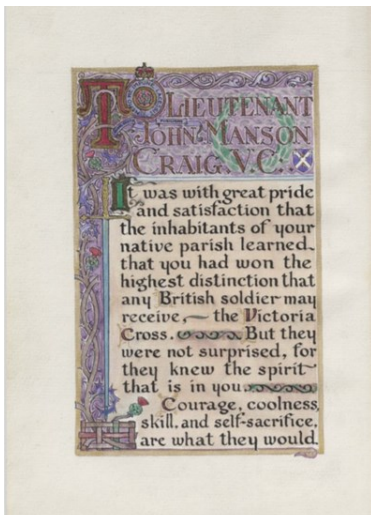 TO LIEUTENANT
JOHN MANSON
CRAIG. V.C.
It was with great pride
and satisfaction that
the inhabitants of your
native parish learned
that you had won the
highest distinction that
any British soldier may
receive, — the Victoria
Cross. But they
were not surprised, for
they knew the spirit
that is in you.
Courage, coolness,
skill, and self-sacrifice,
are what they would